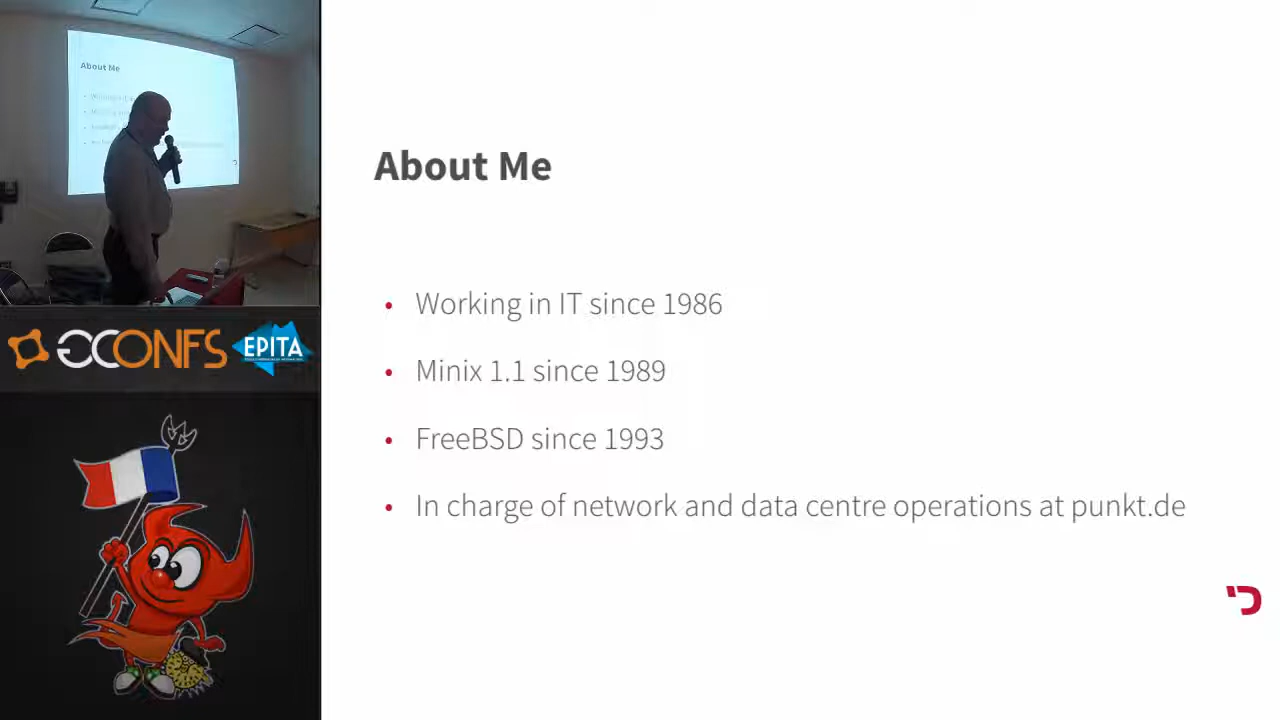 About Me
GCONFS
EPITA
About Me
• Working in IT since 1986
• Minix 1.1 since 1989
• FreeBSD since 1993
• In charge of network and data centre operations at punkt.de